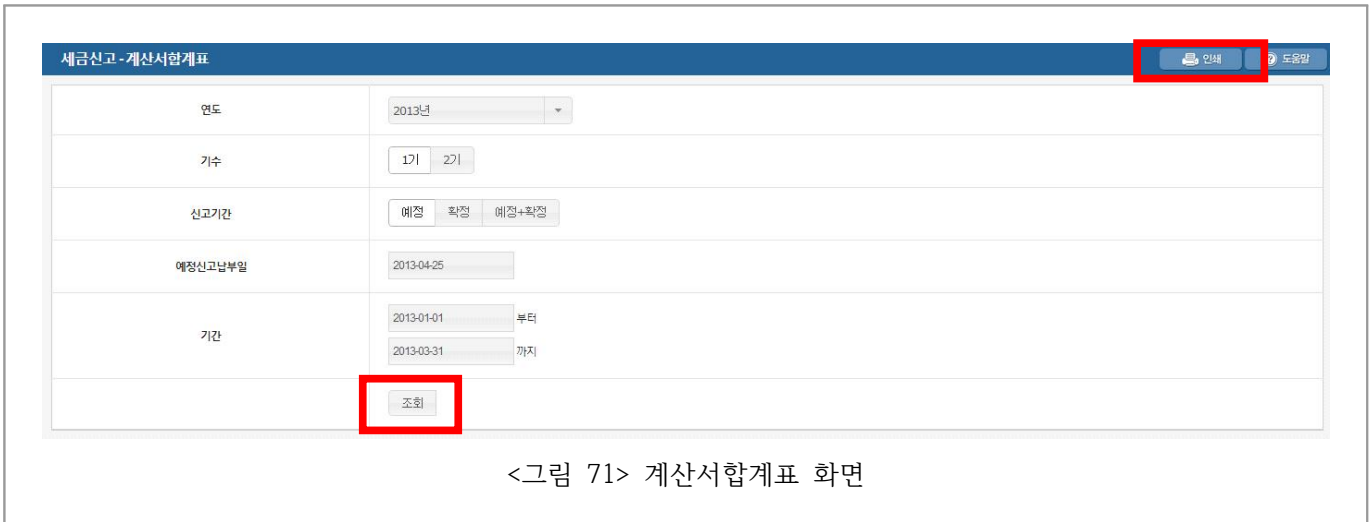 세금신고-계산서합계표 인쇄 도움말
연도 2013년
기수 1기 2기
신고기간 예정 확정 예정+확정
예정신고납부일 2013-04-25
기간 2013-01-01 부터
2013-03-31 까지
조회
<그림 71> 계산서합계표 화면